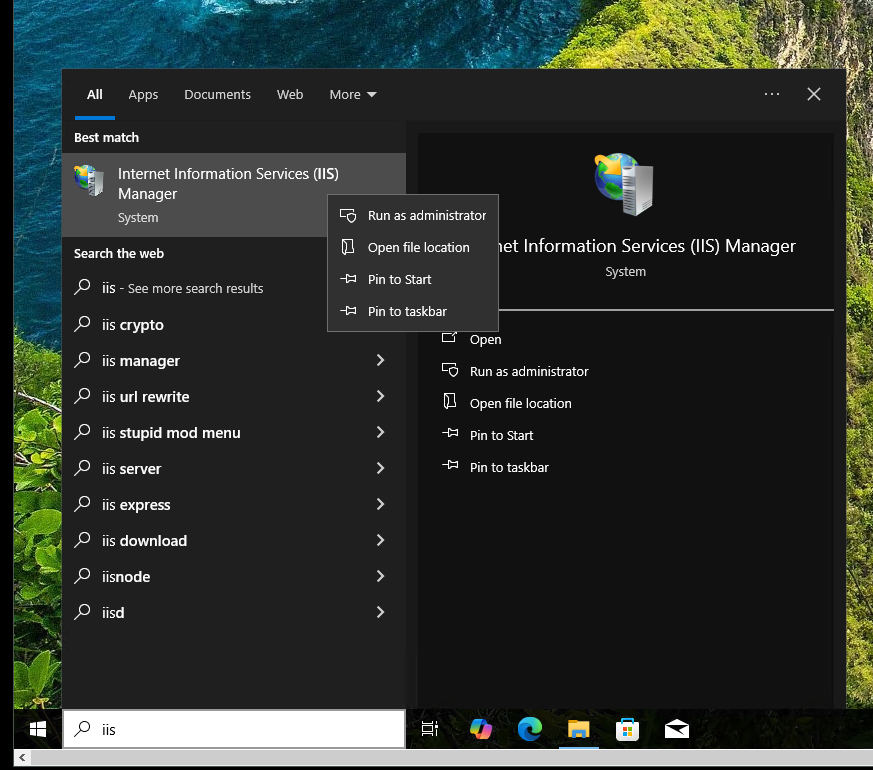 All Apps Documents Web More
Best match
Internet Information Services (IIS)
Manager
System
Search the web
iis - See more search results
iis crypto
iis manager
iis url rewrite
iis stupid mod menu
iis server
iis express
iis download
iisnode
iisd
Run as administrator
Open file location
Pin to Start
Pin to taskbar
Information Services (IIS) Manager
System
Open
Run as administrator
Open file location
Pin to Start
Pin to taskbar
iis